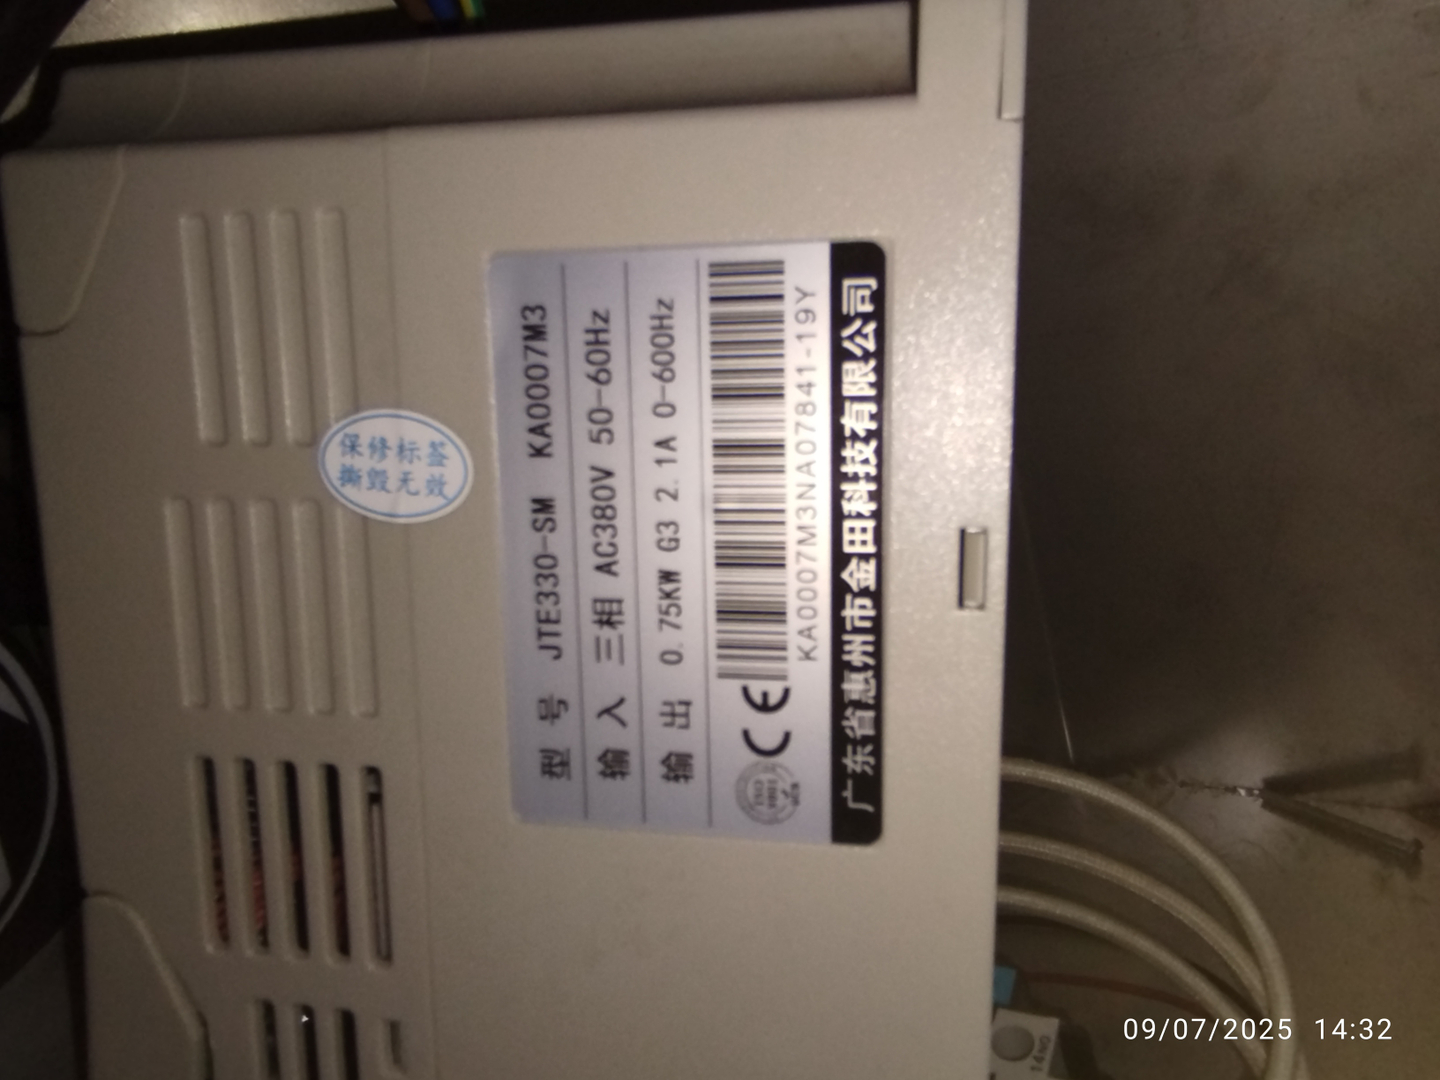 型 号 JTE330-SM KA0007M3
输 入 三相 AC380V 50-60Hz
输 出 0.75KW G3 2.1A 0-600Hz
CE
KA0007M3NA07841-19Y
广东省惠州市金田科技有限公司
保修标签
撕毁无效
09/07/2025 14:32